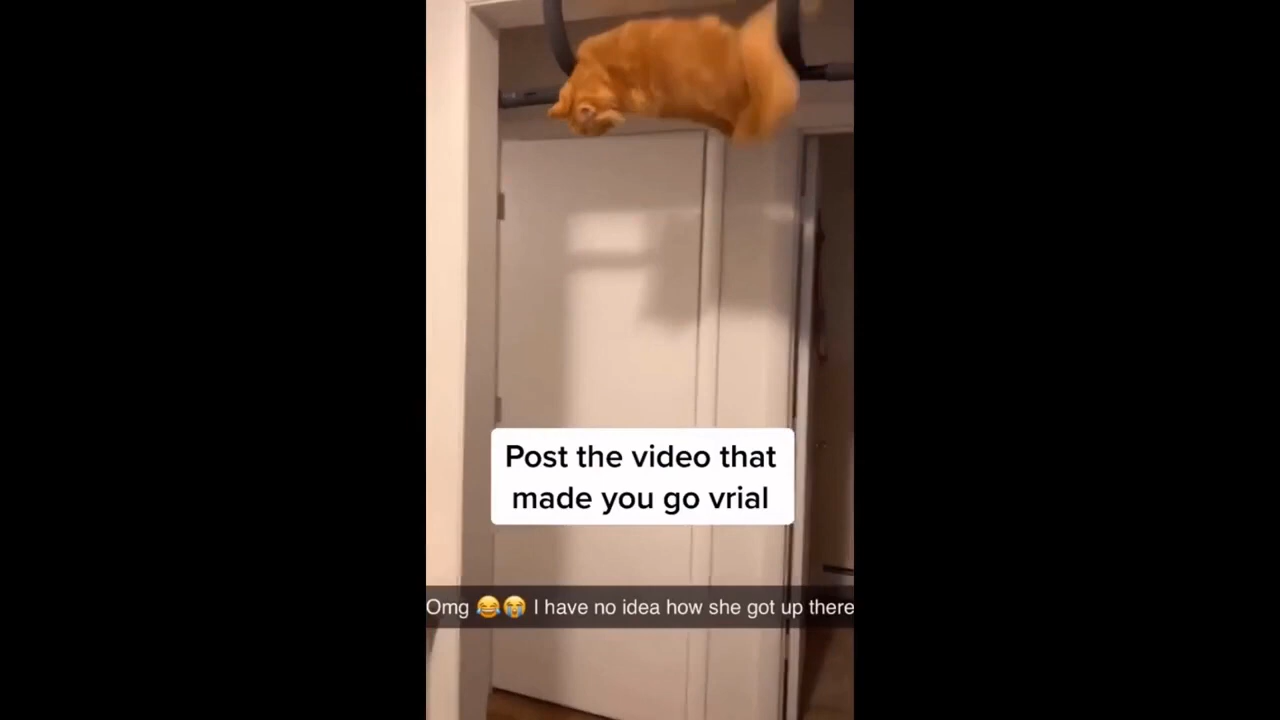 Post the video that
made you go vrial
Omg 😂😭 I have no idea how she got up there